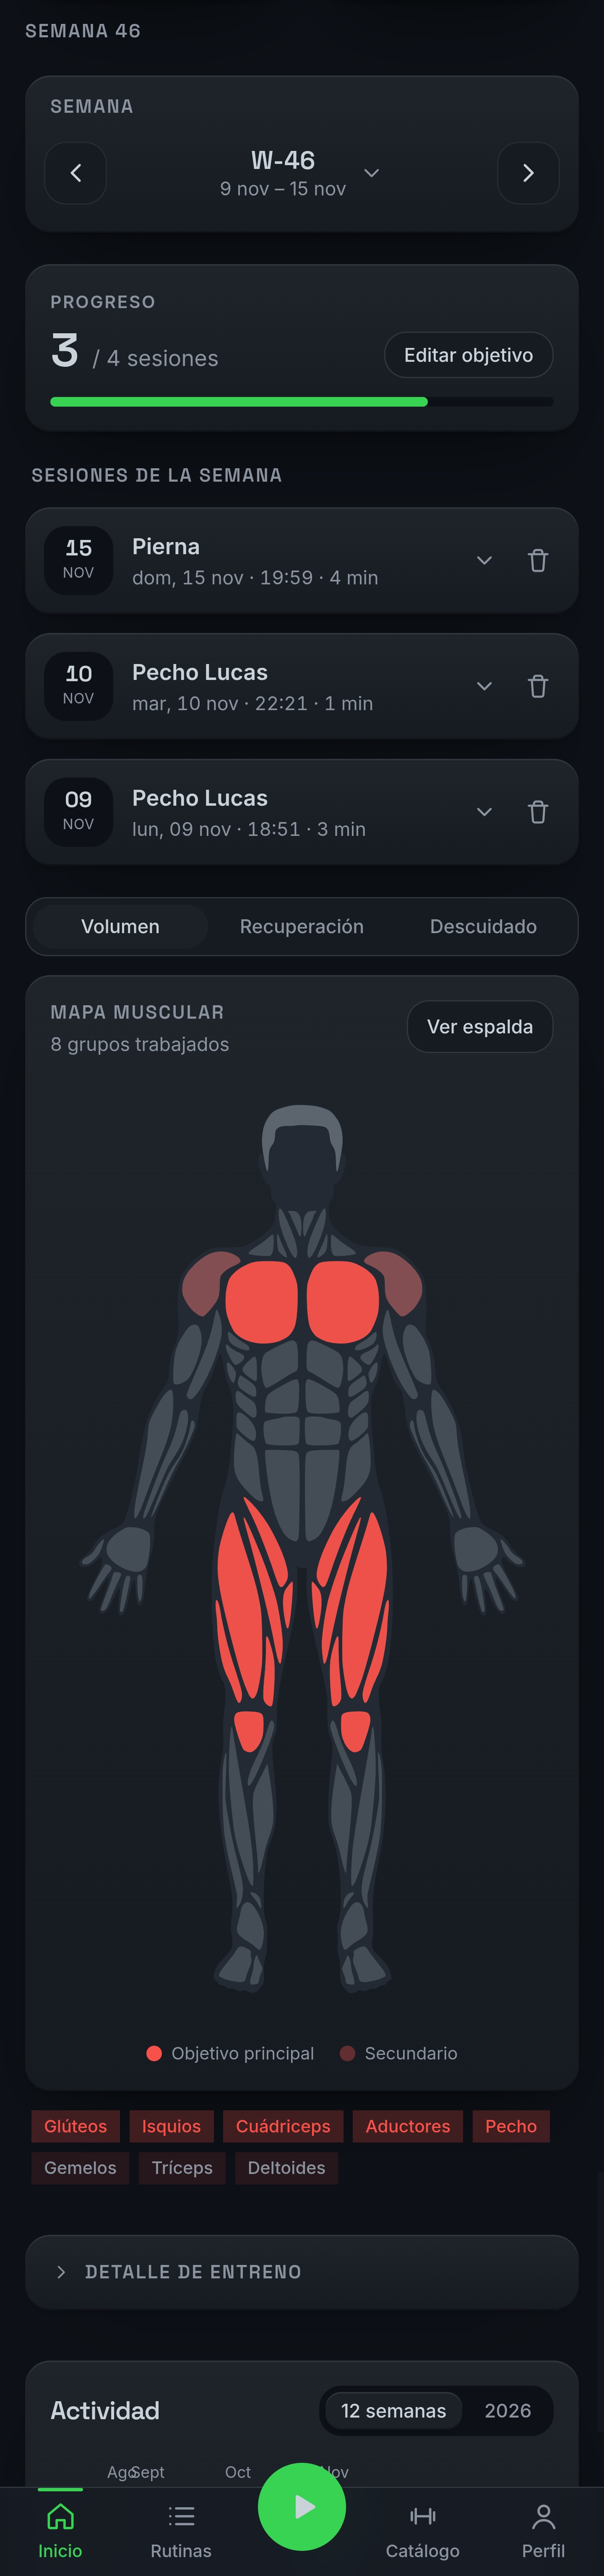 SEMANA 46
SEMANA
W-46
9 nov – 15 nov
PROGRESO
3 / 4 sesiones
Editar objetivo
SESIONES DE LA SEMANA
15
NOV
Pierna
dom, 15 nov · 19:59 · 4 min
10
NOV
Pecho Lucas
mar, 10 nov · 22:21 · 1 min
09
NOV
Pecho Lucas
lun, 09 nov · 18:51 · 3 min
Volumen Recuperación Descuidado
MAPA MUSCULAR
8 grupos trabajados
Ver espalda
Objetivo principal Secundario
Glúteos Isquios Cuádriceps Aductores Pecho
Gemelos Tríceps Deltoides
DETALLE DE ENTRENO
Actividad
12 semanas 2026
Ago Sept Oct Nov
Inicio Rutinas Catálogo Perfil